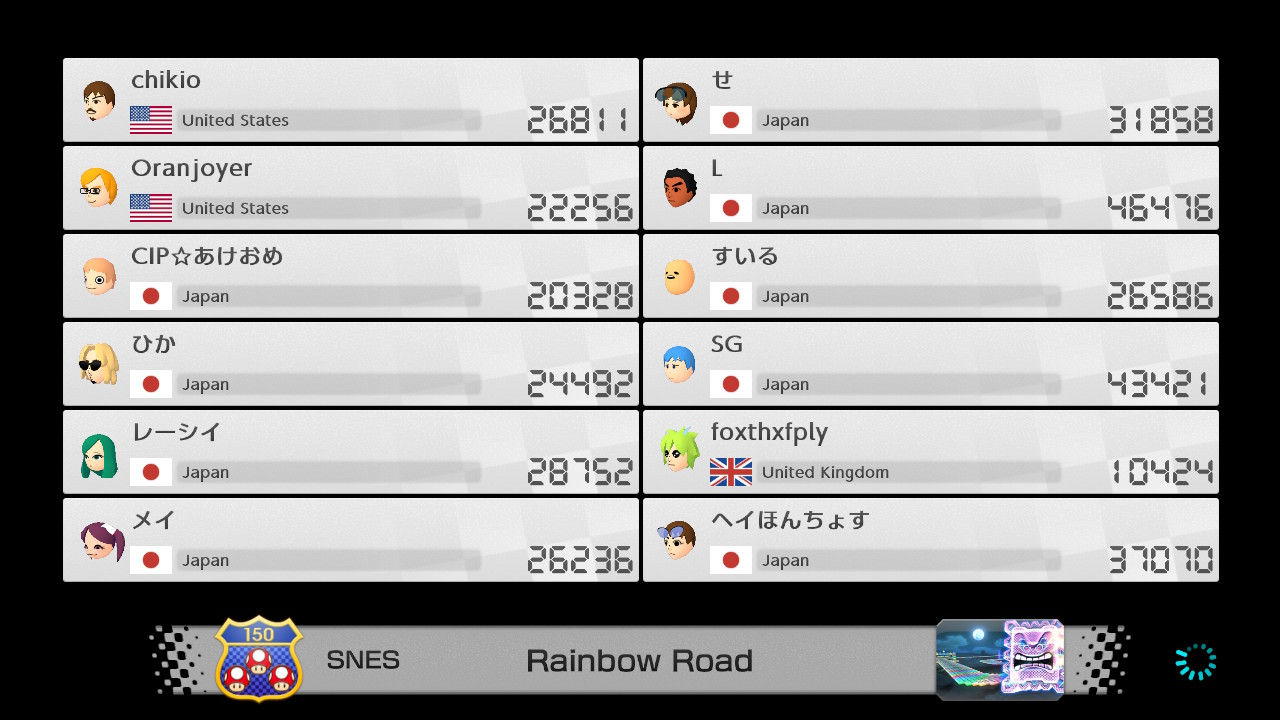 chikio
United States 26811
Oranjoyer
United States 22256
CIP☆あけおめ
Japan 20328
ひか
Japan 24492
レーシイ
Japan 28752
メイ
Japan 26236
せ
Japan 31858
L
Japan 46476
すいる
Japan 26586
SG
Japan 43421
foxthxfply
United Kingdom 10424
ヘイほんちょす
Japan 37070
150 SNES Rainbow Road